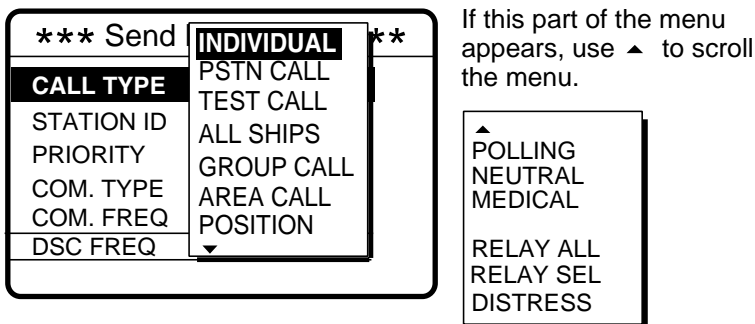 *** Send
**
CALL TYPE
STATION ID
PRIORITY
COM. TYPE
COM. FREQ
DSC FREQ
INDIVIDUAL
PSTN CALL
TEST CALL
ALL SHIPS
GROUP CALL
AREA CALL
POSITION
If this part of the menu
appears, use ▲ to scroll
the menu.
POLLING
NEUTRAL
MEDICAL
RELAY ALL
RELAY SEL
DISTRESS